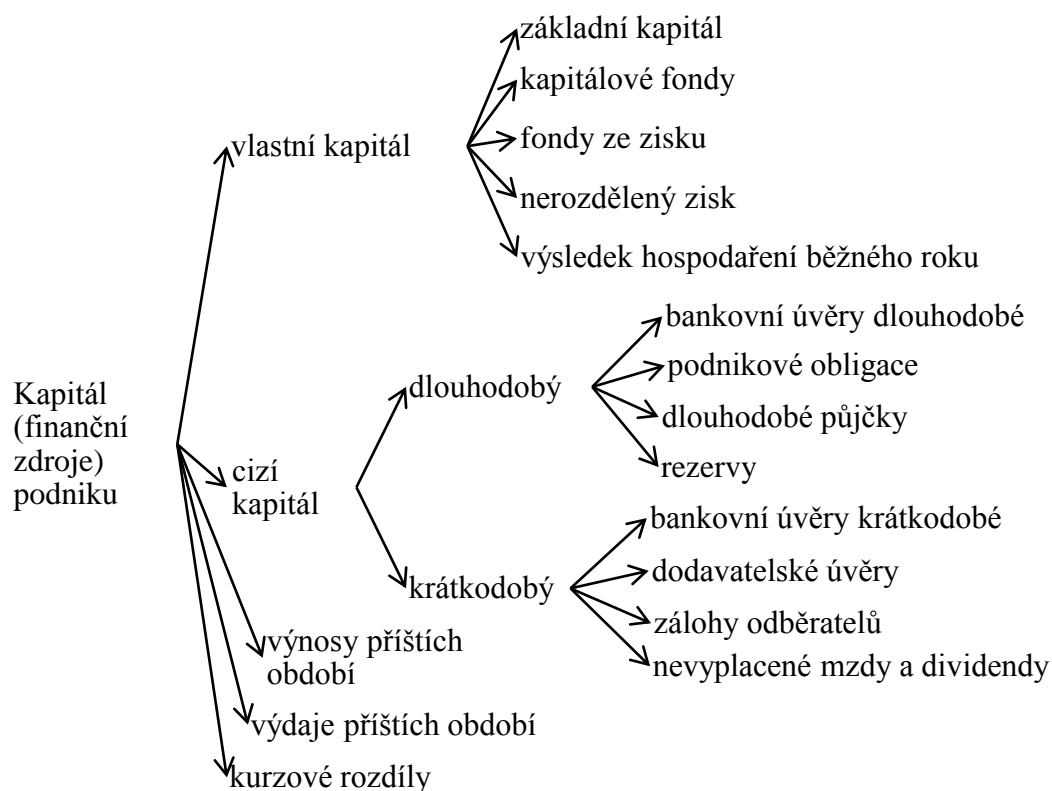 základní kapitál
kapitálové fondy
vlastní kapitál
fondy ze zisku
nerozdělený zisk
výsledek hospodaření běžného roku
bankovní úvěry dlouhodobé
podnikové obligace
dlouhodobý
dlouhodobé půjčky
rezervy
Kapitál
(finanční
zdroje)
podniku
cizí
kapitál
bankovní úvěry krátkodobé
dodavatelské úvěry
krátkodobý
zálohy odběratelů
nevyplacené mzdy a dividendy
výnosy příštích
období
výdaje příštích období
kurzové rozdíly